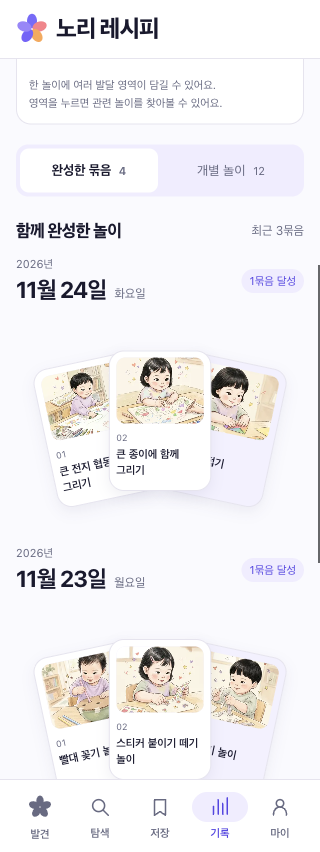 노리 레시피
한 놀이에 여러 발달 영역이 담길 수 있어요.
영역을 누르면 관련 놀이를 찾아볼 수 있어요.
완성한 묶음 4
개별 놀이 12
함께 완성한 놀이
최근 3묶음
2026년
11월 24일 화요일
1묶음 달성
01
큰 전지
그리기
02
큰 종이에 함께
그리기
2026년
11월 23일 월요일
1묶음 달성
01
빨대 꽂기
02
스티커 붙이기 떼기
놀이
놀이
발견
탐색
저장
기록
마이